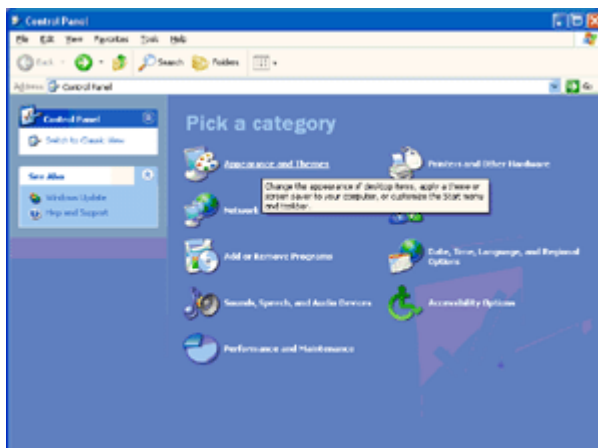 Control Panel
File Edit View Favorites Tools Help
Back Search Folders
Address Control Panel Go
Control Panel
Switch to Classic View
See Also
Windows Update
Help and Support
Pick a category
Appearance and Themes
Printers and Other Hardware
Change the appearance of desktop items, apply a theme or
screen saver to your computer, or customize the Start menu
and taskbar.
Network
Add or Remove Programs
Date, Time, Language, and Regional
Options
Sounds, Speech, and Audio Devices
Accessibility Options
Performance and Maintenance